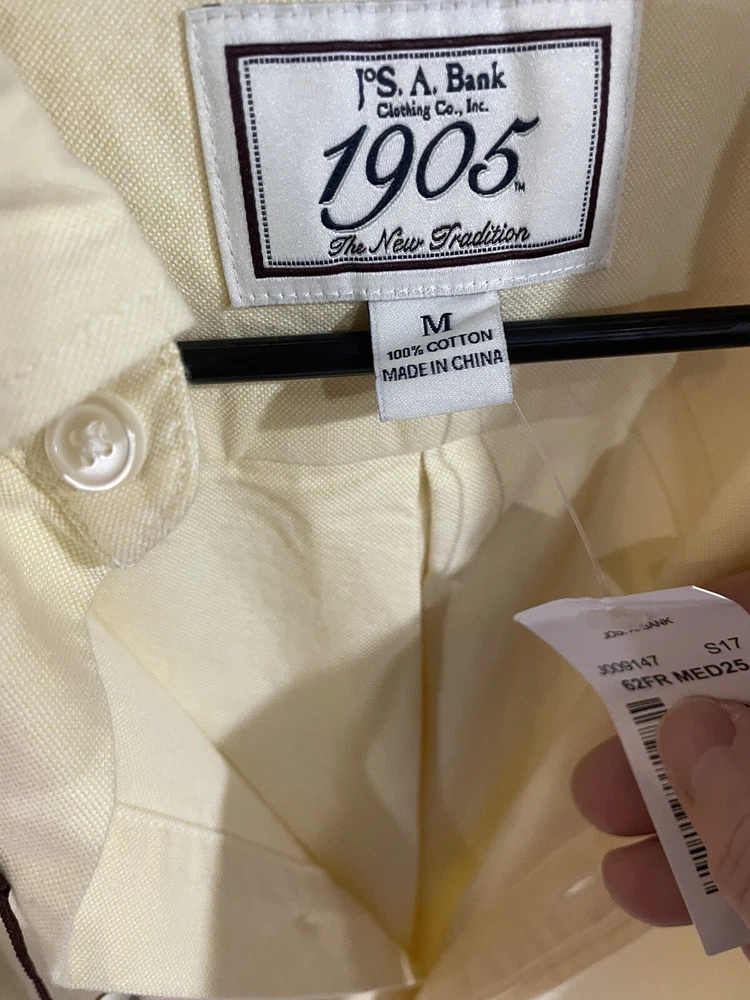 JoS. A. Bank
Clothing Co., Inc.
1905™
The New Tradition
M
100% COTTON
MADE IN CHINA
JOS. A. BANK
J009147 S17
62FR MED25